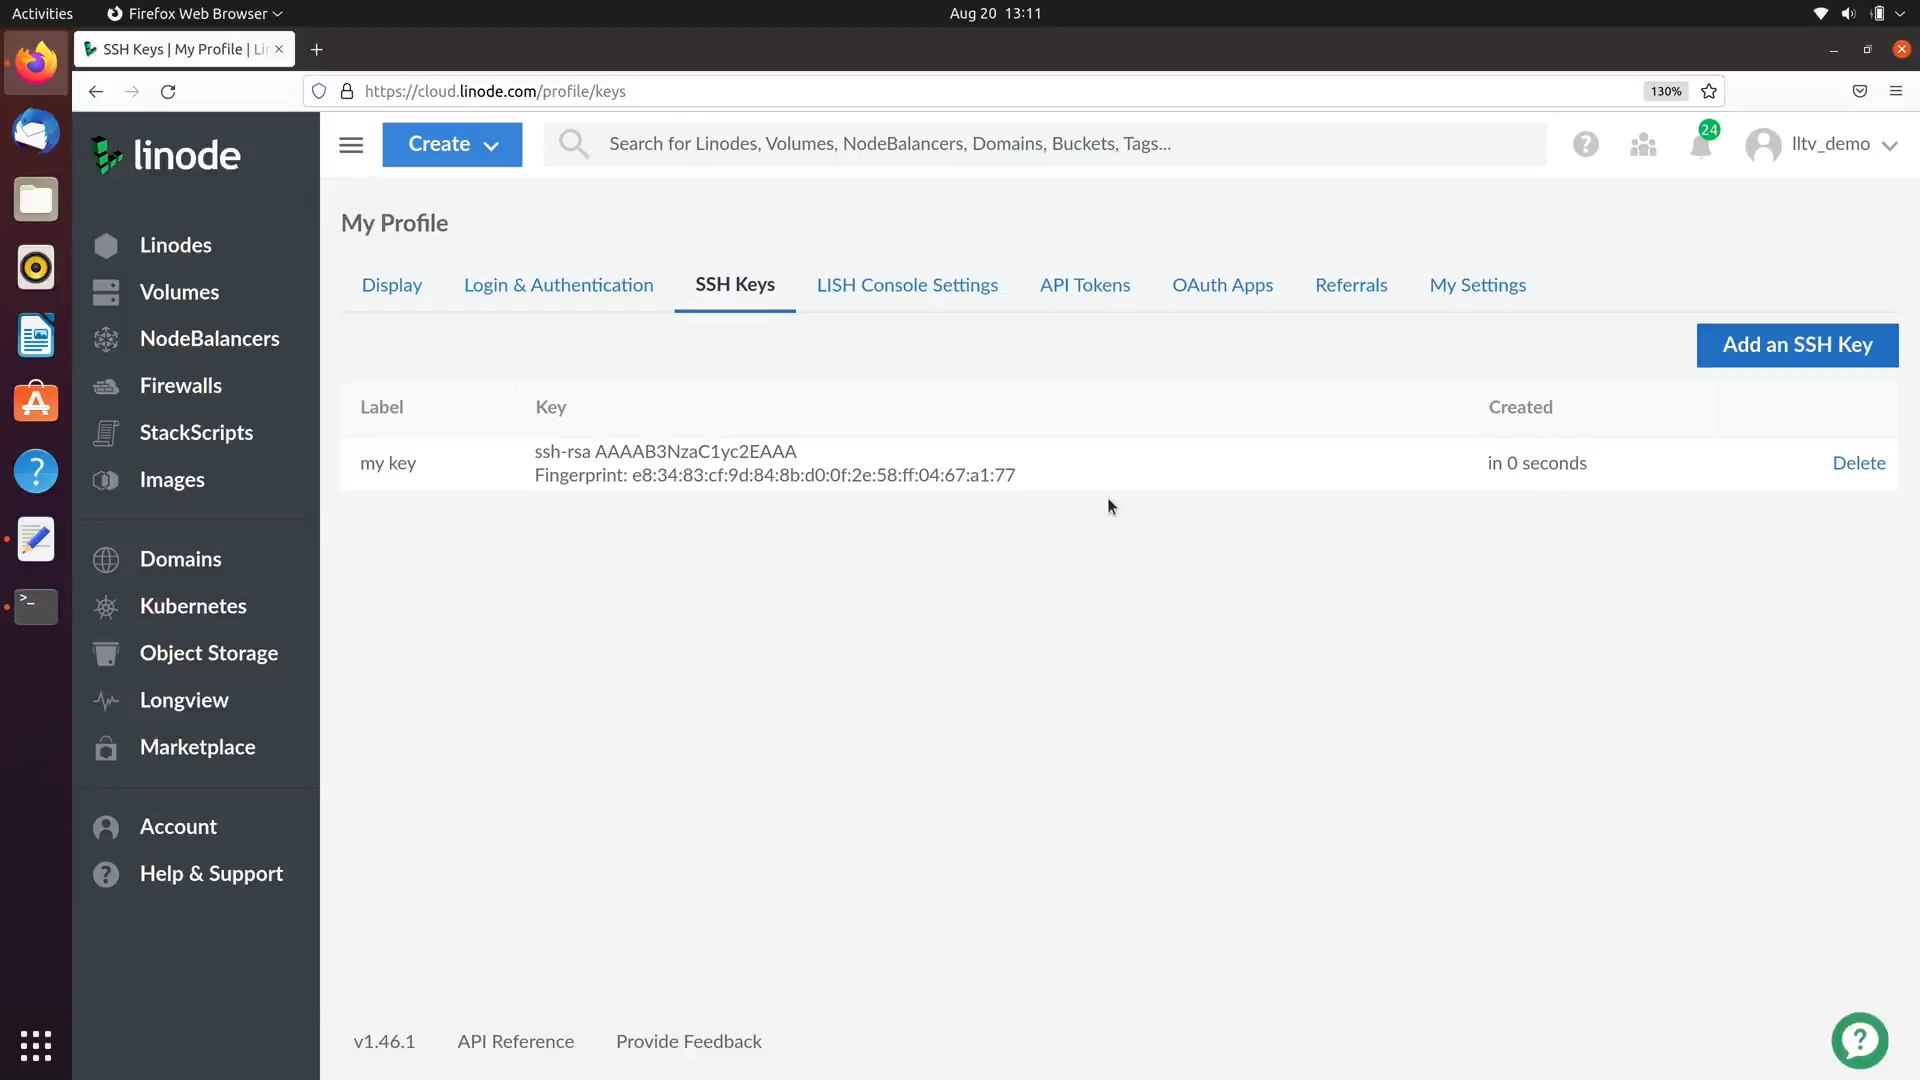 Activities
Firefox Web Browser
Aug 20 13:11
SSH Keys | My Profile | Li
https://cloud.linode.com/profile/keys
130%
linode
Create
Search for Linodes, Volumes, NodeBalancers, Domains, Buckets, Tags...
24
lltv_demo
Linodes
Volumes
NodeBalancers
Firewalls
StackScripts
Images
Domains
Kubernetes
Object Storage
Longview
Marketplace
Account
Help & Support
My Profile
Display
Login & Authentication
SSH Keys
LISH Console Settings
API Tokens
OAuth Apps
Referrals
My Settings
Add an SSH Key
Label
Key
Created
my key
ssh-rsa AAAAB3NzaC1yc2EAAA
Fingerprint: e8:34:83:cf:9d:84:8b:d0:0f:2e:58:ff:04:67:a1:77
in 0 seconds
Delete
v1.46.1
API Reference
Provide Feedback